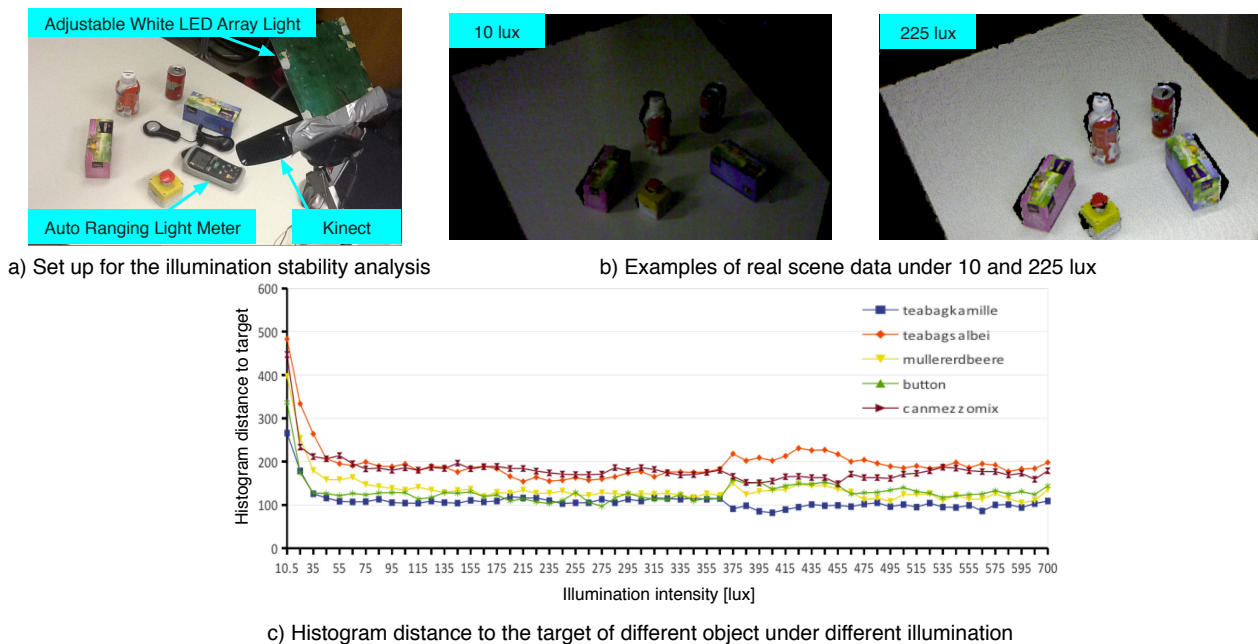 Adjustable White LED Array Light
Auto Ranging Light Meter
Kinect
10 lux
225 lux
a) Set up for the illumination stability analysis
b) Examples of real scene data under 10 and 225 lux
600
500
400
300
200
100
0
Histogram distance to target
teabagkamille
teabagsalbei
mullererdbeere
button
canmezzomix
10.5 35 55 75 95 115 135 155 175 195 215 235 255 275 295 315 335 355 375 395 415 435 455 475 495 515 535 555 575 595 700
Illumination intensity [lux]
c) Histogram distance to the target of different object under different illumination